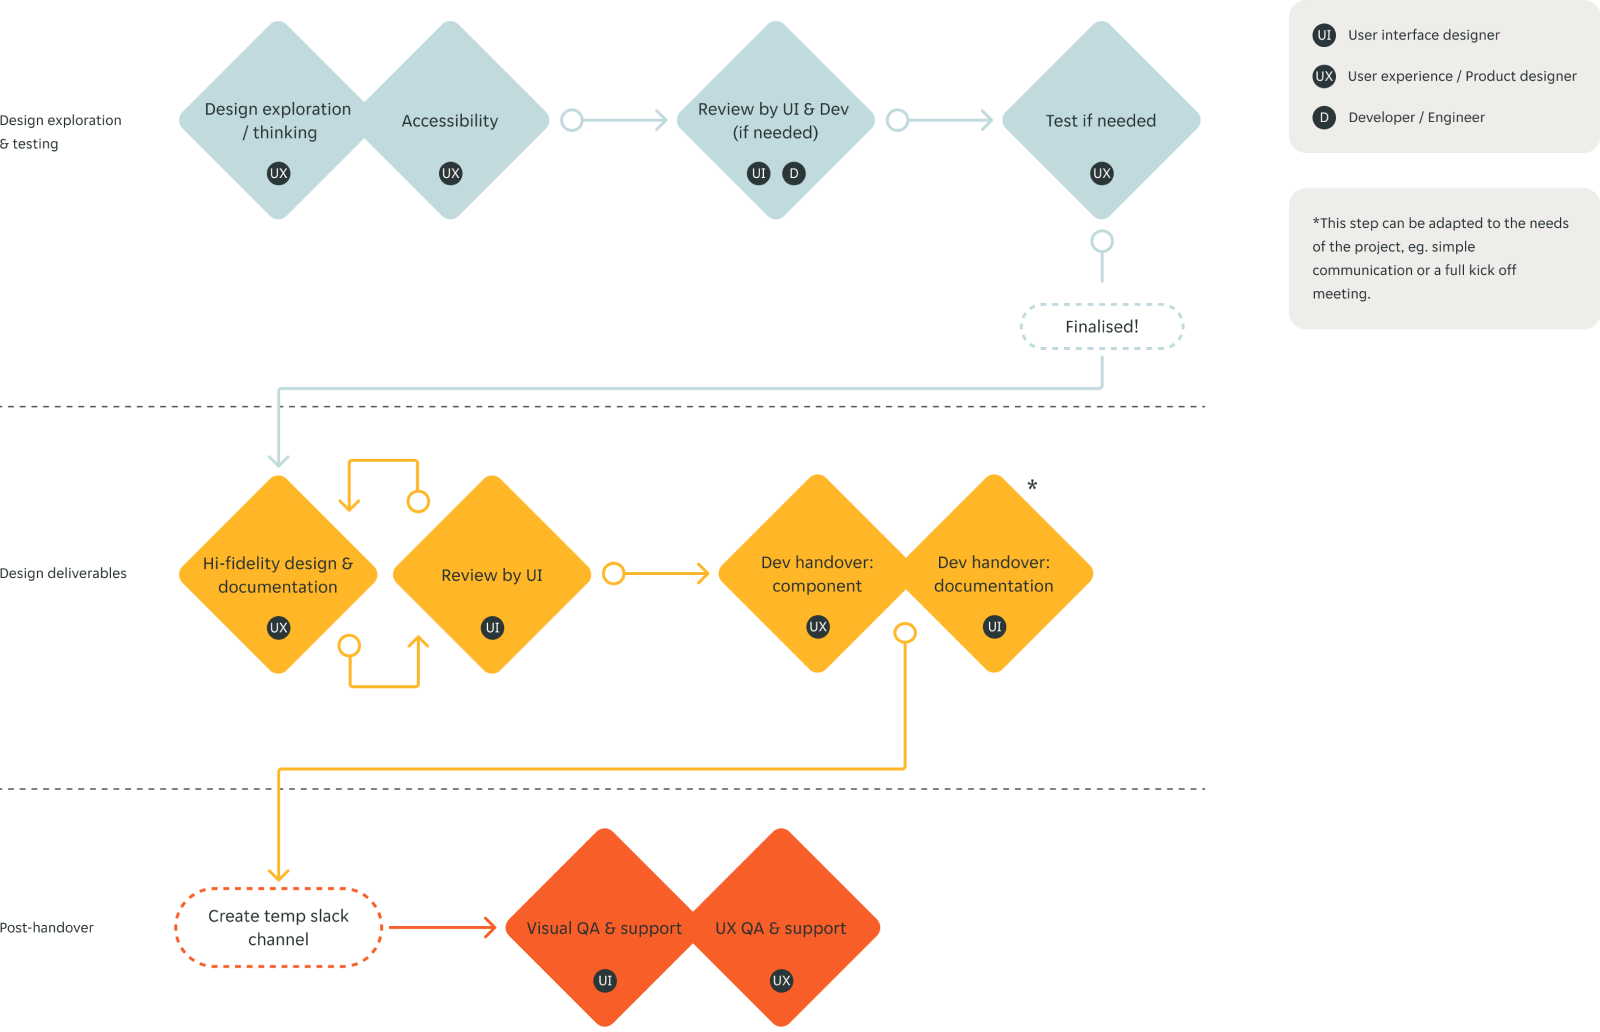 Design exploration
& testing
Design exploration
/ thinking
UX
Accessibility
UX
Review by UI & Dev
(if needed)
UI
D
Test if needed
UX
Finalised!
UI User interface designer
UX User experience / Product designer
D Developer / Engineer
*This step can be adapted to the needs
of the project, eg. simple
communication or a full kick off
meeting.
Design deliverables
Hi-fidelity design &
documentation
UX
Review by UI
UI
Dev handover:
component
UX
*
Dev handover:
documentation
UI
Post-handover
Create temp slack
channel
Visual QA & support
UI
UX QA & support
UX